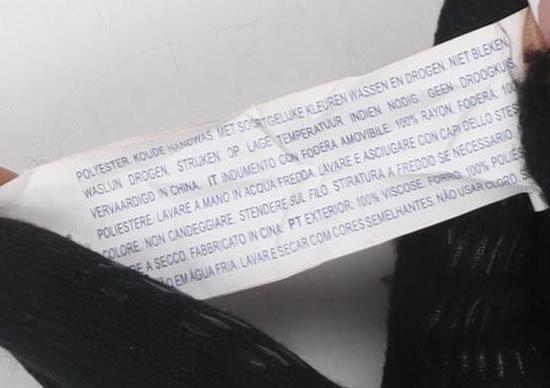 POLYESTER. KOUDE HANDWAS. MET SOORTGELIJKE KLEUREN WASSEN EN DROGEN. NIET BLEKEN.
WASLIJN DROGEN. STRIJKEN OP LAGE TEMPERATUUR INDIEN NODIG. GEEN DROOGKUIS.
VERVAARDIGD IN CHINA. IT INDUMENTO CON FODERA AMOVIBILE: 100% RAYON. FODERA, 100%
POLIESTERE LAVARE A MANO IN ACQUA FREDDA. LAVARE E ASCIUGARE CON CAPI DELLO STES
COLORE. NON CANDEGGIARE. STENDERE SUL FILO. STIRATURA A FREDDO SE NECESSARIO.
RE A SECCO. FABBRICATO IN CINA. PT EXTERIOR: 100% VISCOSE. FORRO, 100% POLIÉS
O EM ÁGUA FRIA. LAVAR E SECAR COM CORES SEMELHANTES. NÃO USAR CLORO. S